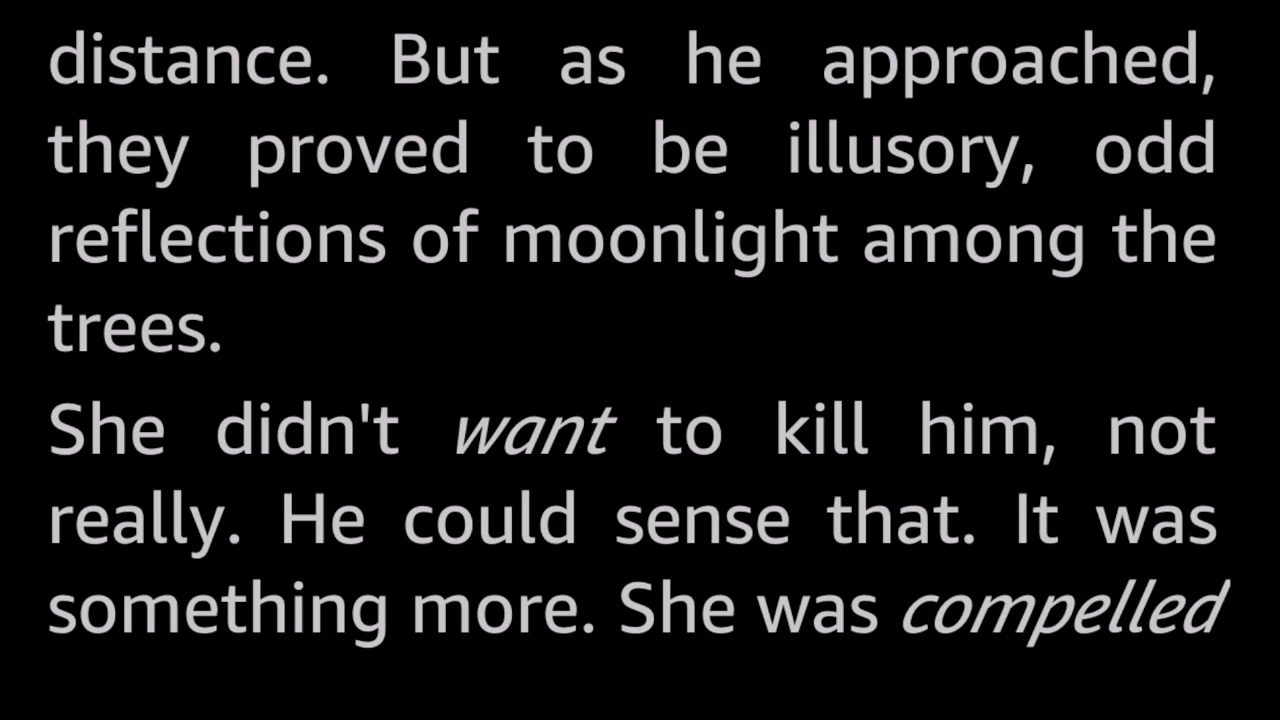 distance. But as he approached,
they proved to be illusory, odd
reflections of moonlight among the
trees.
She didn't want to kill him, not
really. He could sense that. It was
something more. She was compelled